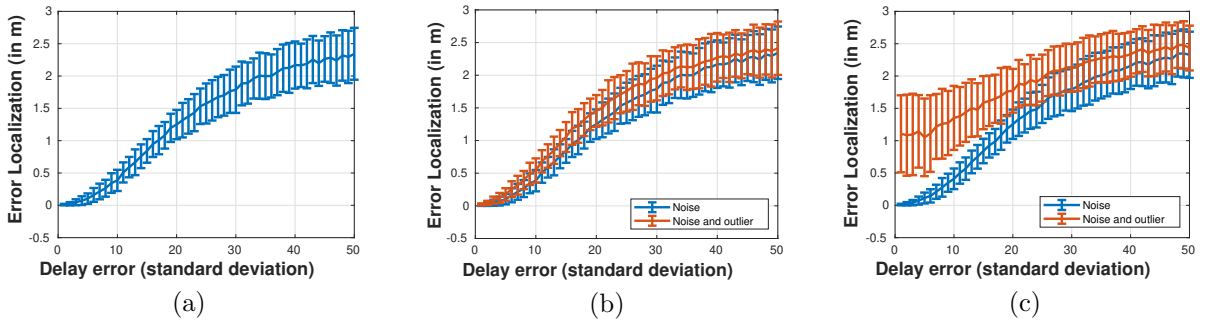 Error Localization (in m)
3
2.5
2
1.5
1
0.5
0
-0.5
0 10 20 30 40 50
Delay error (standard deviation)
(a)
Error Localization (in m)
3
2.5
2
1.5
1
0.5
0
-0.5
Noise
Noise and outlier
0 10 20 30 40 50
Delay error (standard deviation)
(b)
Error Localization (in m)
3
2.5
2
1.5
1
0.5
0
-0.5
Noise
Noise and outlier
0 10 20 30 40 50
Delay error (standard deviation)
(c)